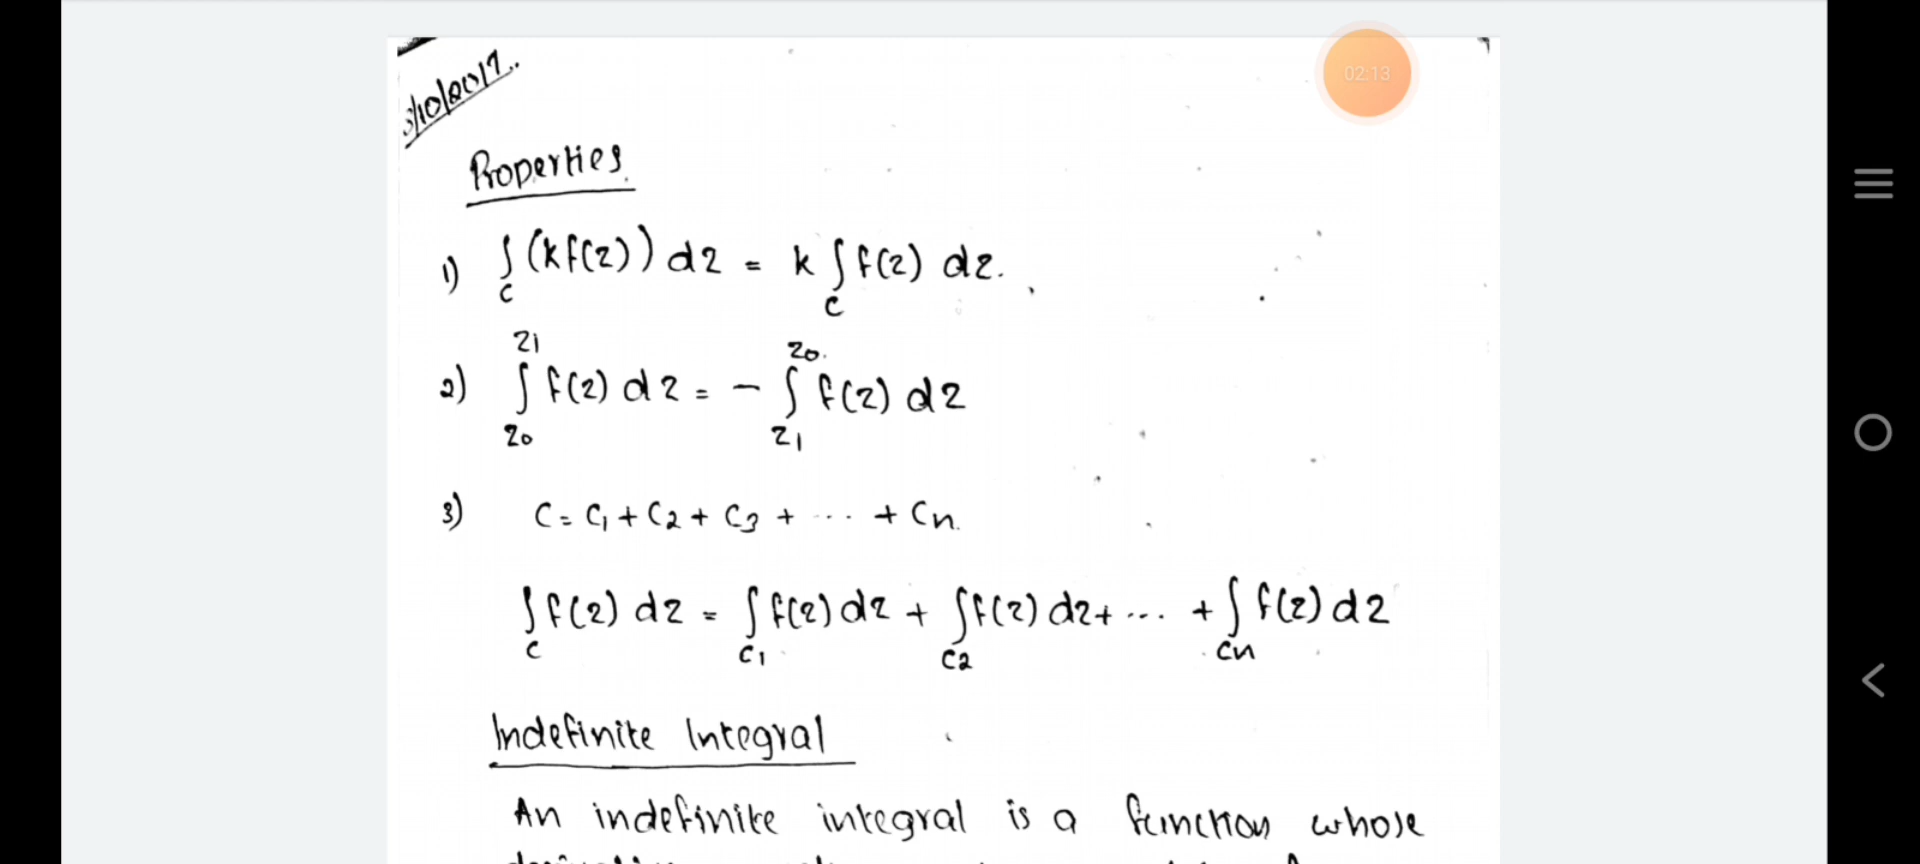 02:13
3/10/2017.
Properties.
1) ∫_C (kf(z)) dz = k ∫_C f(z) dz.
2) ∫_{z0}^{z1} f(z) dz = - ∫_{z1}^{z0} f(z) dz
3) C = C1 + C2 + C3 + ... + Cn.
∫_C f(z) dz = ∫_{C1} f(z) dz + ∫_{C2} f(z) dz + ... + ∫_{Cn} f(z) dz
Indefinite Integral
An indefinite integral is a function whose